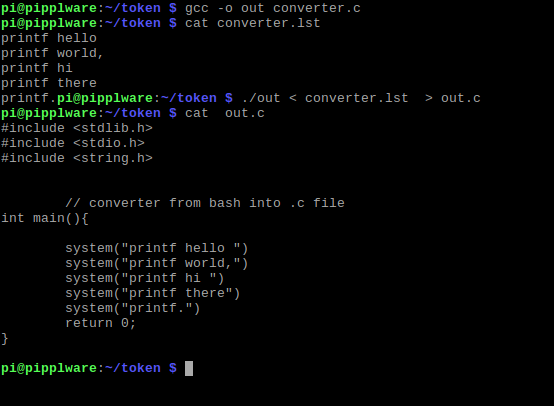 pi@pipplware:~/token $ gcc -o out converter.c
pi@pipplware:~/token $ cat converter.lst
printf hello
printf world,
printf hi
printf there
printf.pi@pipplware:~/token $ ./out < converter.lst  > out.c
pi@pipplware:~/token $ cat  out.c
#include <stdlib.h>
#include <stdio.h>
#include <string.h>
// converter from bash into .c file
int main(){
system("printf hello ")
system("printf world,")
system("printf hi ")
system("printf there")
system("printf.")
return 0;
}
pi@pipplware:~/token $